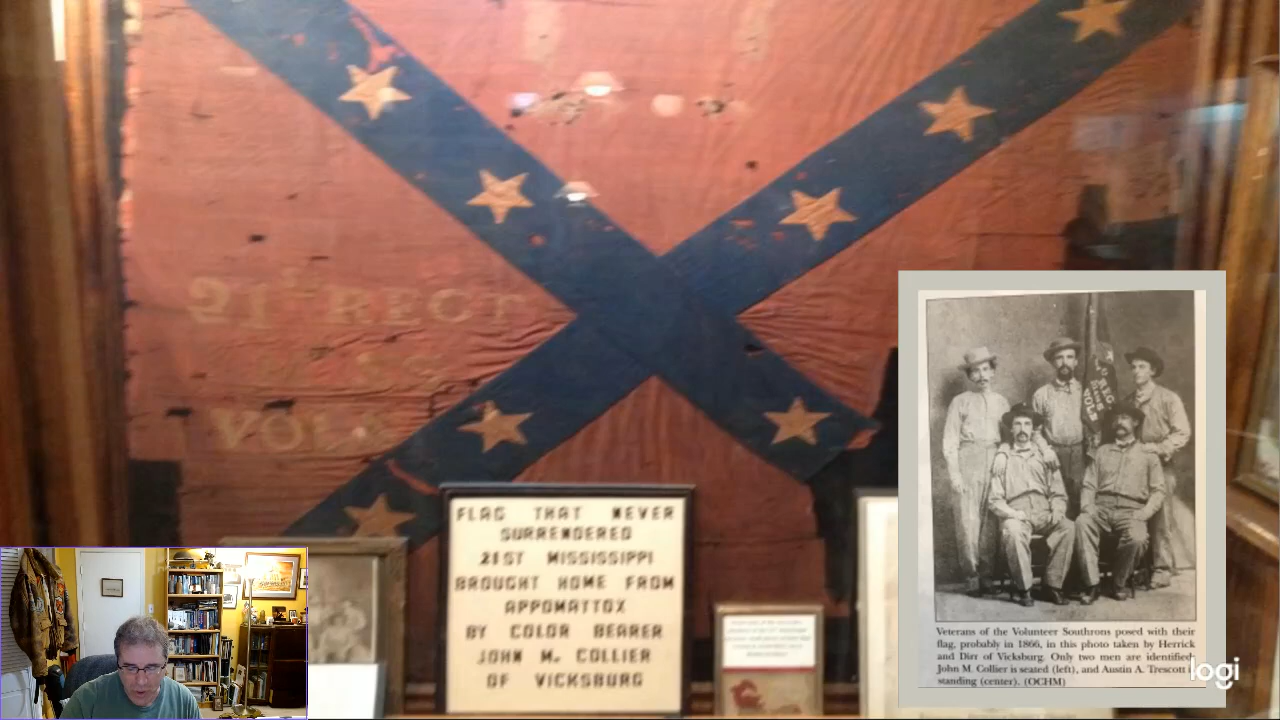 21ST REGT
MISS
VOLS
FLAG THAT NEVER
SURRENDERED
21ST MISSISSIPPI
BROUGHT HOME FROM
APPOMATTOX
BY COLOR BEARER
JOHN M. COLLIER
OF VICKSBURG
VOLS
Veterans of the Volunteer Southrons posed with their
flag, probably in 1866, in this photo taken by Herrick
and Dirr of Vicksburg. Only two men are identified:
John M. Collier is seated (left), and Austin A. Trescott
standing (center). (OCHM)
logi